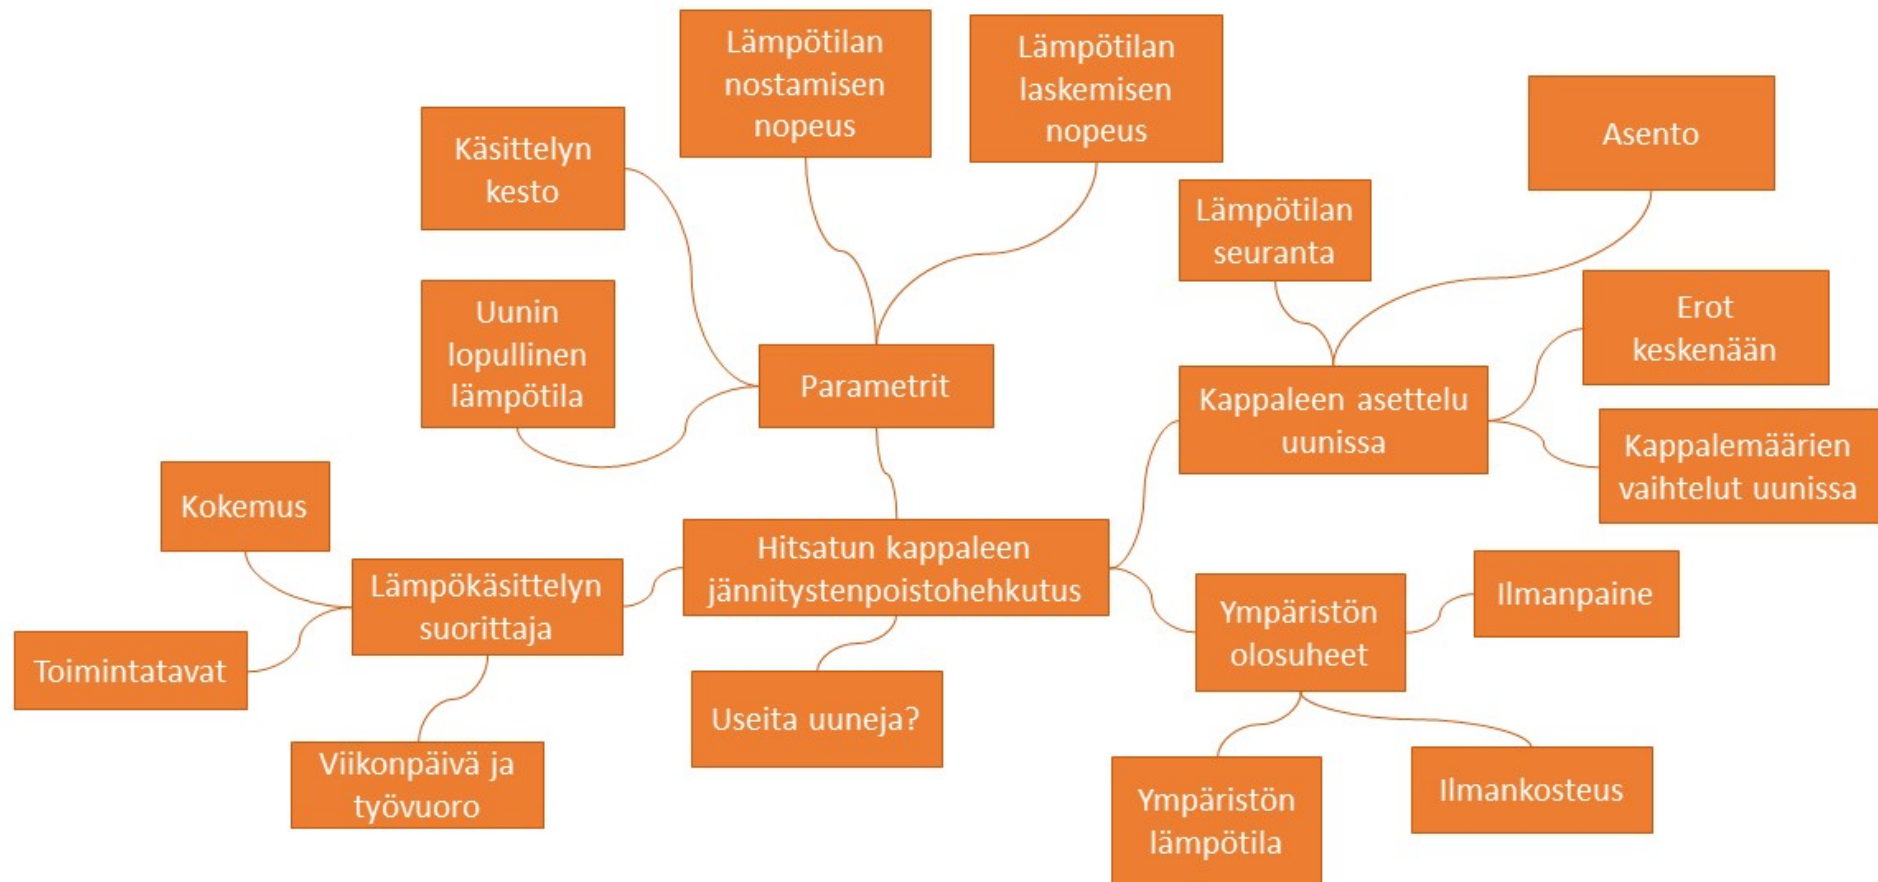 Lämpötilan
nostamisen
nopeus
Lämpötilan
laskemisen
nopeus
Asento
Käsittelyn
kesto
Lämpötilan
seuranta
Uunin
lopullinen
lämpötila
Erot
keskenään
Parametrit
Kappaleen asettelu
uunissa
Kappalemäärien
vaihtelut uunissa
Kokemus
Hitsatun kappaleen
jännitystenpoistohehkutus
Lämpökäsittelyn
suorittaja
Ilmanpaine
Ympäristön
olosuheet
Toimintatavat
Useita uuneja?
Viikonpäivä ja
työvuoro
Ilmankosteus
Ympäristön
lämpötila